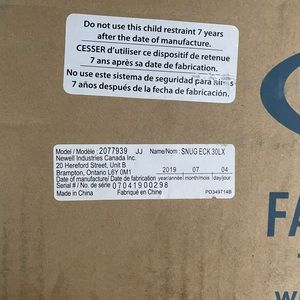 Do not use this child restraint 7 years
after the date of manufacture.
CESSER d'utiliser ce dispositif de retenue
7 ans après sa date de fabrication.
No use este sistema de seguridad para niños
7 años después de la fecha de fabricación.
Model / Modèle: 2077939 JJ Name/Nom: SNUG ECK 30LX
Newell Industries Canada Inc.
20 Hereford Street, Unit B
Brampton, Ontario L6Y 0M1
2019 07 04
Date of Manufacture / Date de fabrication year/année month/mois day/jour
Serial # / No. de série 07041900298
Made in China Fabriqué en Chine PD349714B
FA